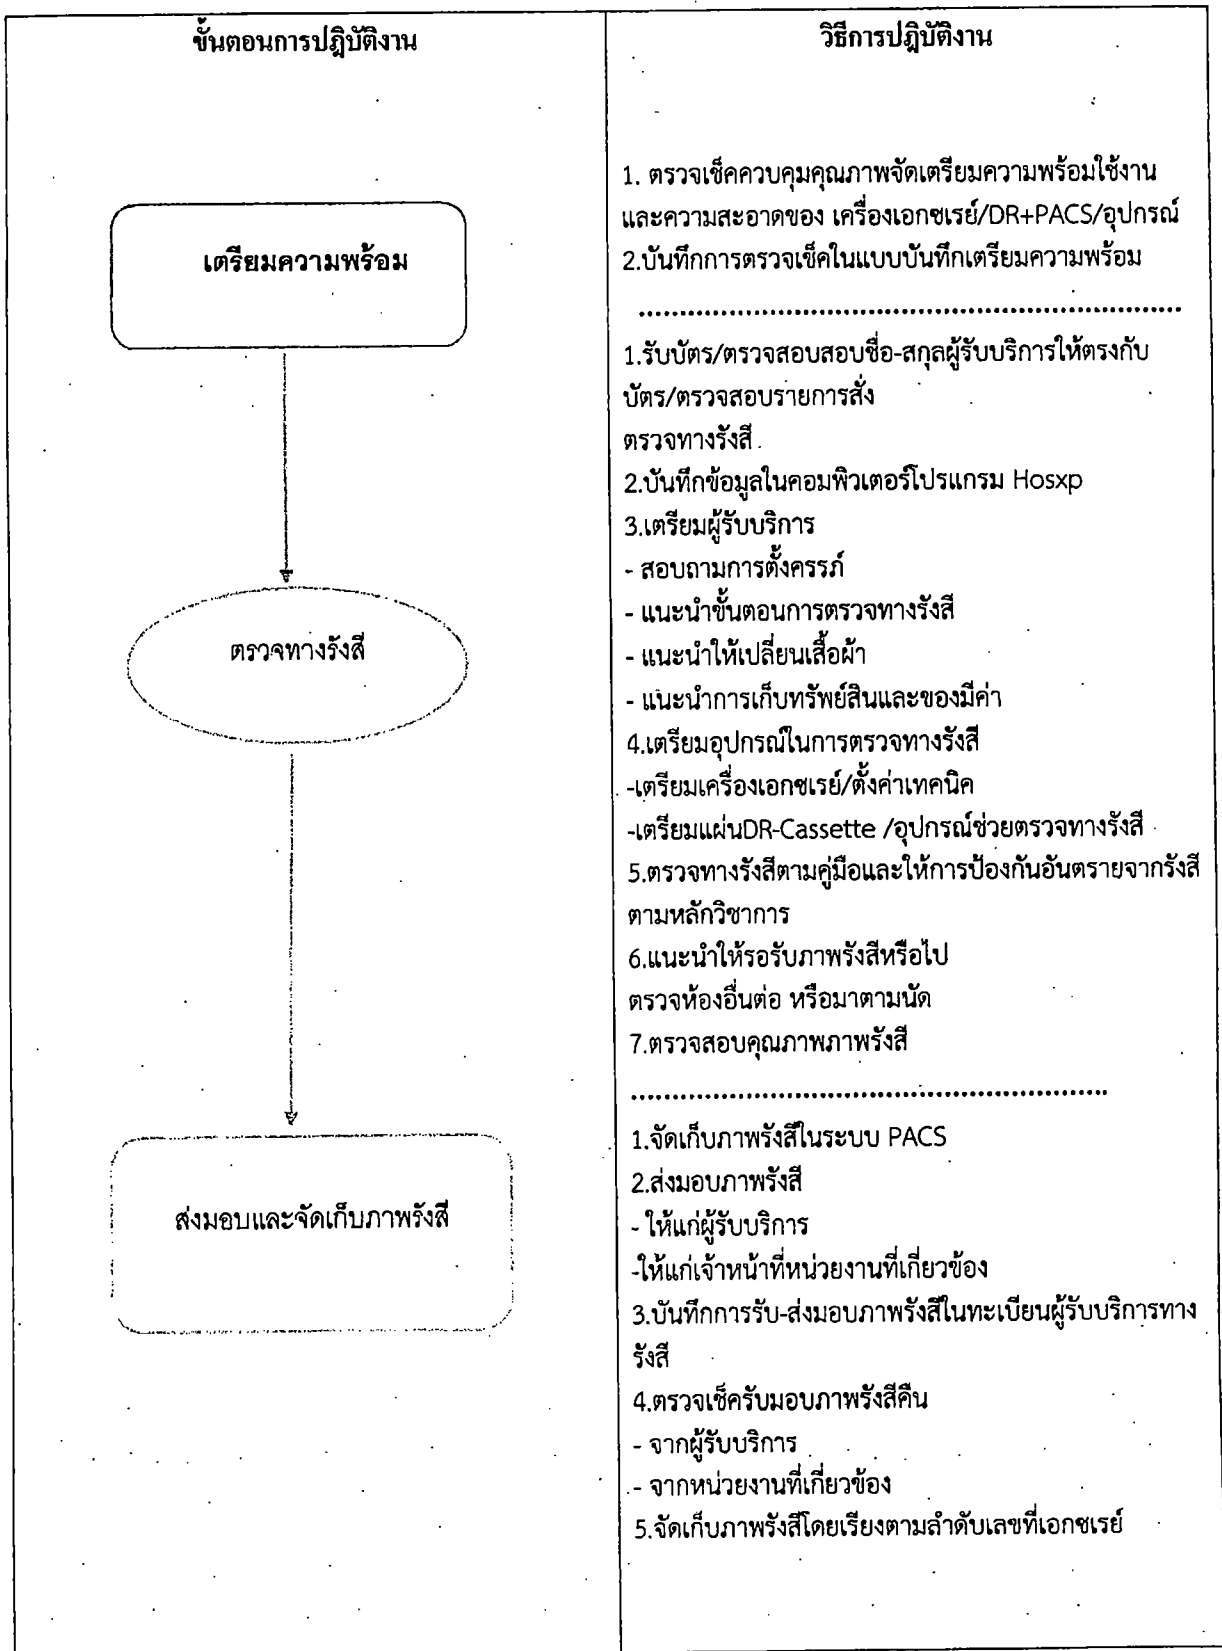 ขั้นตอนการปฏิบัติงาน
วิธีการปฏิบัติงาน
เตรียมความพร้อม
1. ตรวจเช็คควบคุมคุณภาพจัดเตรียมความพร้อมใช้งาน
และความสะอาดของ เครื่องเอกซเรย์/DR+PACS/อุปกรณ์
2.บันทึกการตรวจเช็คในแบบบันทึกเตรียมความพร้อม
..................................................................
ตรวจทางรังสี
1.รับบัตร/ตรวจสอบสอบชื่อ-สกุลผู้รับบริการให้ตรงกับ
บัตร/ตรวจสอบรายการสั่ง
ตรวจทางรังสี
2.บันทึกข้อมูลในคอมพิวเตอร์โปรแกรม Hosxp
3.เตรียมผู้รับบริการ
- สอบถามการตั้งครรภ์
- แนะนำขั้นตอนการตรวจทางรังสี
- แนะนำให้เปลี่ยนเสื้อผ้า
- แนะนำการเก็บทรัพย์สินและของมีค่า
4.เตรียมอุปกรณ์ในการตรวจทางรังสี
-เตรียมเครื่องเอกซเรย์/ตั้งค่าเทคนิค
-เตรียมแผ่นDR-Cassette /อุปกรณ์ช่วยตรวจทางรังสี
5.ตรวจทางรังสีตามคู่มือและให้การป้องกันอันตรายจากรังสี
ตามหลักวิชาการ
6.แนะนำให้รอรับภาพรังสีหรือไป
ตรวจห้องอื่นต่อ หรือมาตามนัด
7.ตรวจสอบคุณภาพภาพรังสี
..........................................................
ส่งมอบและจัดเก็บภาพรังสี
1.จัดเก็บภาพรังสีในระบบ PACS
2.ส่งมอบภาพรังสี
- ให้แก่ผู้รับบริการ
-ให้แก่เจ้าหน้าที่หน่วยงานที่เกี่ยวข้อง
3.บันทึกการรับ-ส่งมอบภาพรังสีในทะเบียนผู้รับบริการทาง
รังสี
4.ตรวจเช็ครับมอบภาพรังสีคืน
- จากผู้รับบริการ
- จากหน่วยงานที่เกี่ยวข้อง
5.จัดเก็บภาพรังสีโดยเรียงตามลำดับเลขที่เอกซเรย์